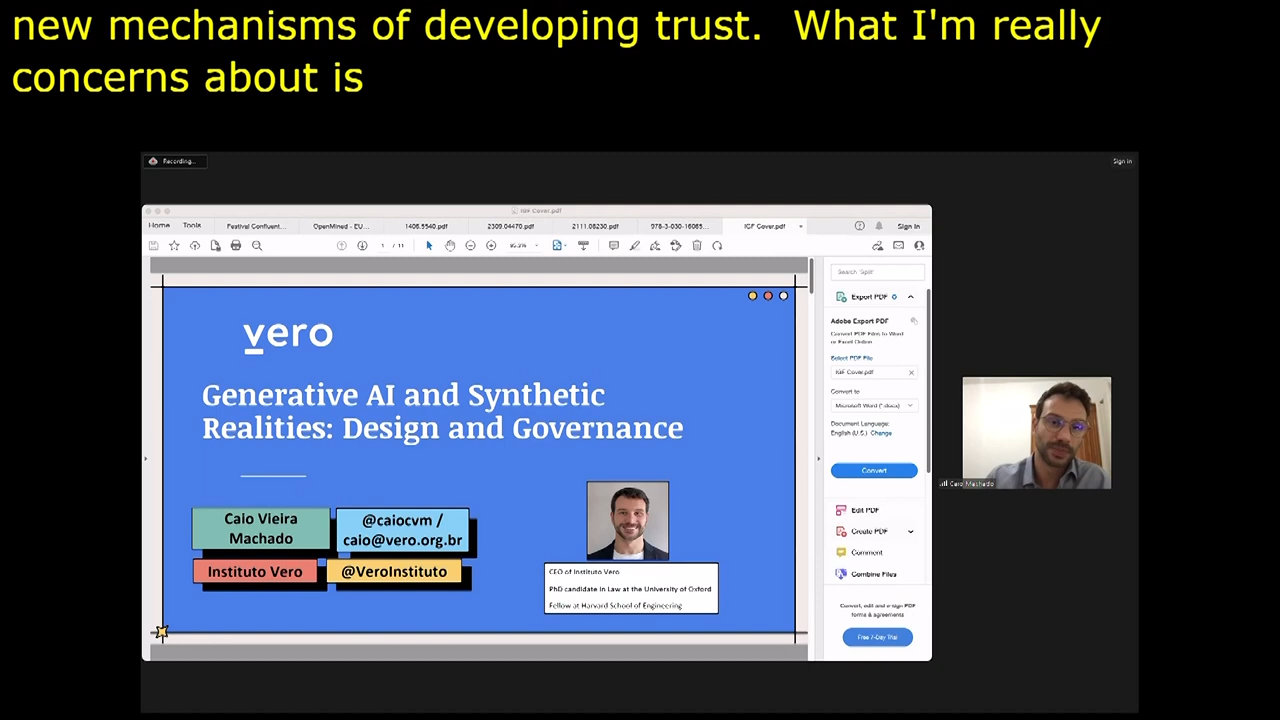 new mechanisms of developing trust.  What I'm really
concerns about is
Recording...
Sign in
IGF Cover.pdf
Home Tools Festival Confluent... OpenMined - EU... 1406.5540.pdf 2309.04470.pdf 2111.06230.pdf 978-3-030-16065... IGF Cover.pdf Sign In
1 / 11
vero
Generative AI and Synthetic
Realities: Design and Governance
Caio Vieira
Machado
@caiocvm /
caio@vero.org.br
Instituto Vero
@VeroInstituto
CEO of Instituto Vero
PhD candidate in Law at the University of Oxford
Fellow at Harvard School of Engineering
Search 'Split'
Export PDF
Adobe Export PDF
Convert PDF Files to Word
or Excel Online
Select PDF File
IGF Cover.pdf
Convert to
Microsoft Word (*.docx)
Document Language:
English (U.S.) Change
Convert
Edit PDF
Create PDF
Comment
Combine Files
Convert, edit and e-sign PDF
forms & agreements
Free 7-Day Trial
Caio Machado